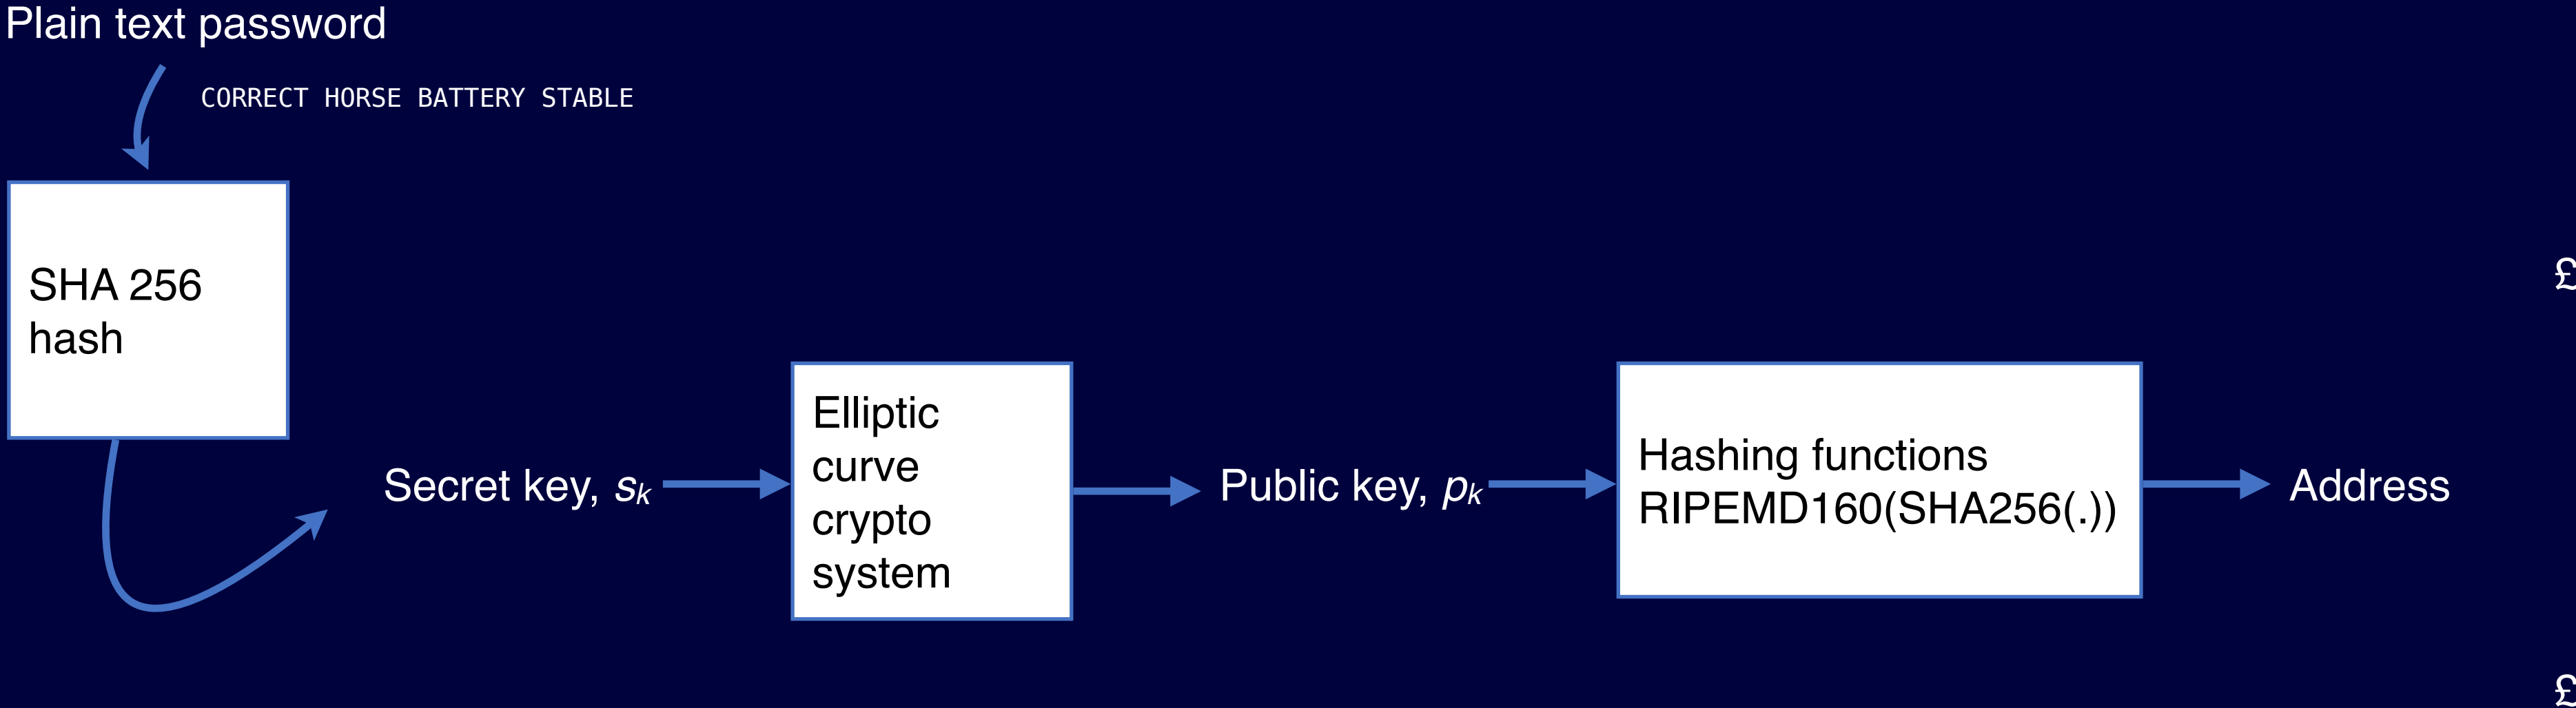 Plain text password
CORRECT HORSE BATTERY STABLE
SHA 256
hash
Secret key, sk
Elliptic
curve
crypto
system
Public key, pk
Hashing functions
RIPEMD160(SHA256(.))
Address
£
£